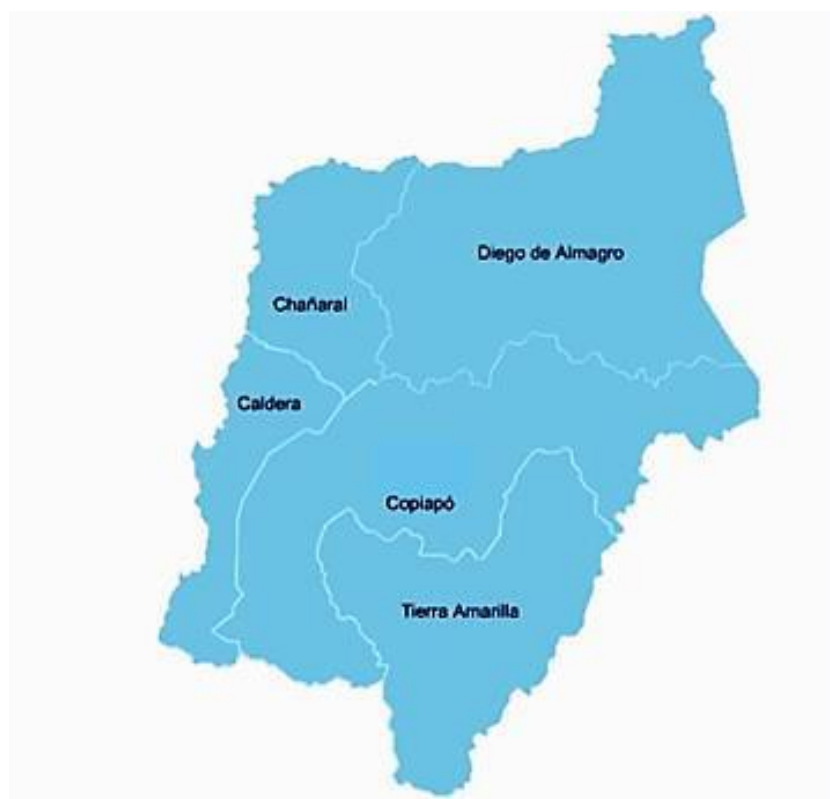 Diego de Almagro
Chañaral
Caldera
Copiapó
Tierra Amarilla